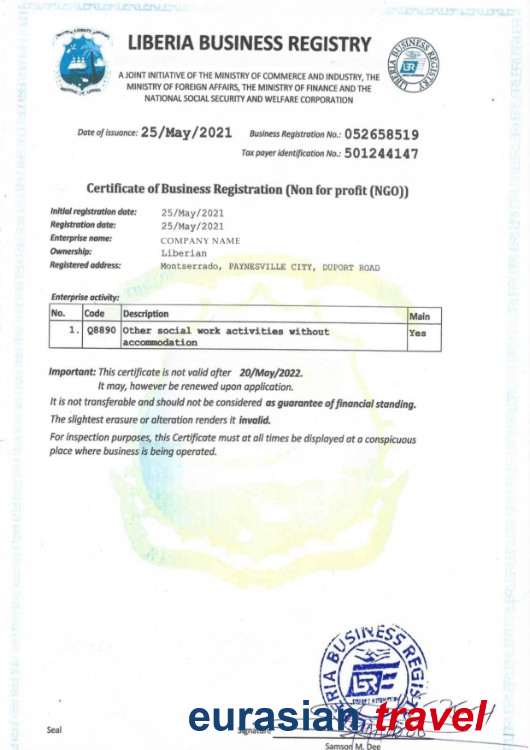 LIBERIA BUSINESS REGISTRY
A JOINT INITIATIVE OF THE MINISTRY OF COMMERCE AND INDUSTRY, THE
MINISTRY OF FOREIGN AFFAIRS, THE MINISTRY OF FINANCE AND THE
NATIONAL SOCIAL SECURITY AND WELFARE CORPORATION
Date of issuance: 25/May/2021 Business Registration No.: 052658519
Tax payer identification No.: 501244147
Certificate of Business Registration (Non for profit (NGO))
Initial registration date: 25/May/2021
Registration date: 25/May/2021
Enterprise name: COMPANY NAME
Ownership: Liberian
Registered address: Montserrado, PAYNESVILLE CITY, DUPORT ROAD
Enterprise activity:
No. Code Description Main
1. Q8890 Other social work activities without Yes
accommodation
Important: This certificate is not valid after 20/May/2022.
It may, however be renewed upon application.
It is not transferable and should not be considered as guarantee of financial standing.
The slightest erasure or alteration renders it invalid.
For inspection purposes, this Certificate must at all times be displayed at a conspicuous
place where business is being operated.
LIBERIA BUSINESS REGIST
LBR
eurasian.travel
Seal Signature
Samson M. Dee